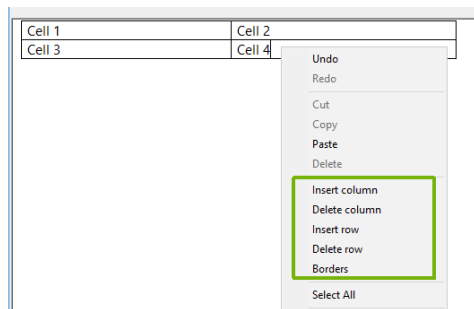 Cell 1 Cell 2
Cell 3 Cell 4
Undo
Redo
Cut
Copy
Paste
Delete
Insert column
Delete column
Insert row
Delete row
Borders
Select All